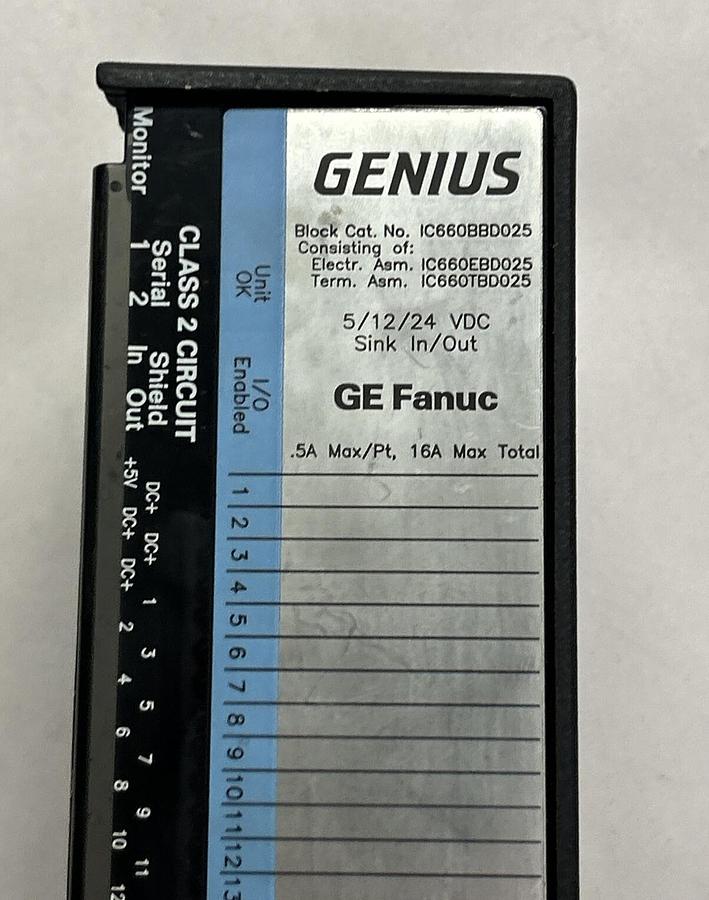 GENIUS
Block Cat. No. IC660BBD025
Consisting of:
Electr. Asm. IC660EBD025
Term. Asm. IC660TBD025
5/12/24 VDC
Sink In/Out
GE Fanuc
.5A Max/Pt, 16A Max Total
Unit
OK
I/O
Enabled
1
2
3
4
5
6
7
8
9
10
11
12
13
CLASS 2 CIRCUIT
Serial Shield
1 2 In Out
Monitor
DC+ DC+ 1 3 5 7 9 11
+5V DC+ DC+ 2 4 6 8 10 12